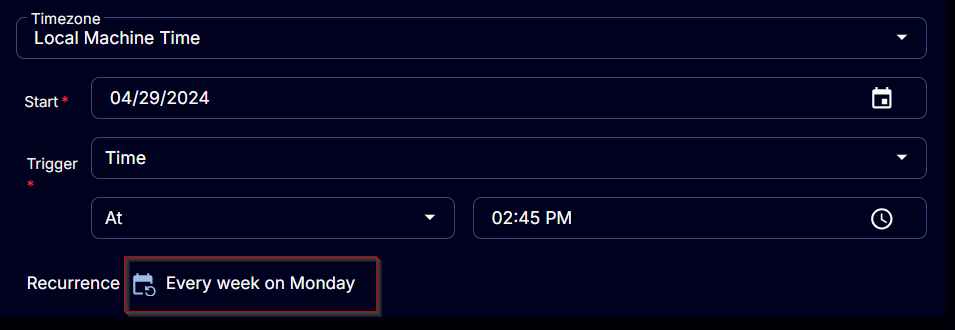 Timezone
Local Machine Time
Start *
04/29/2024
Trigger
*
Time
At
02:45 PM
Recurrence
Every week on Monday